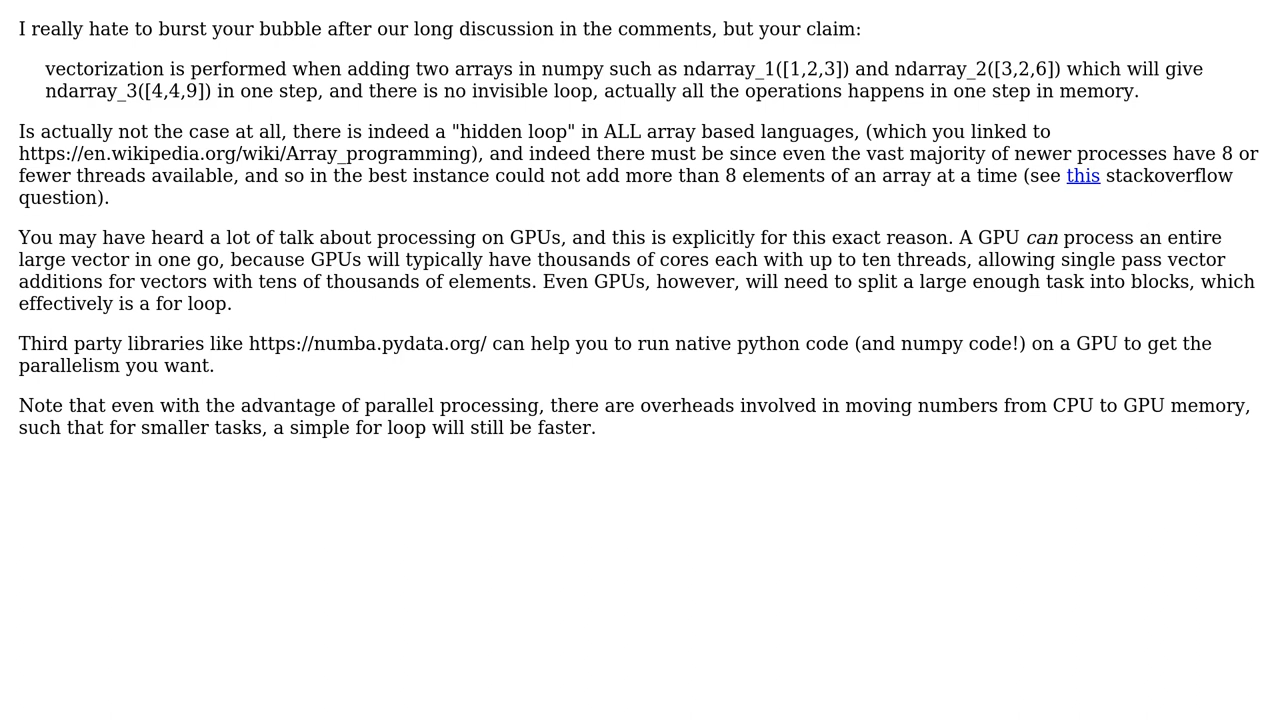 I really hate to burst your bubble after our long discussion in the comments, but your claim:
vectorization is performed when adding two arrays in numpy such as ndarray_1([1,2,3]) and ndarray_2([3,2,6]) which will give
ndarray_3([4,4,9]) in one step, and there is no invisible loop, actually all the operations happens in one step in memory.
Is actually not the case at all, there is indeed a "hidden loop" in ALL array based languages, (which you linked to
https://en.wikipedia.org/wiki/Array_programming), and indeed there must be since even the vast majority of newer processes have 8 or
fewer threads available, and so in the best instance could not add more than 8 elements of an array at a time (see this stackoverflow
question).
You may have heard a lot of talk about processing on GPUs, and this is explicitly for this exact reason. A GPU can process an entire
large vector in one go, because GPUs will typically have thousands of cores each with up to ten threads, allowing single pass vector
additions for vectors with tens of thousands of elements. Even GPUs, however, will need to split a large enough task into blocks, which
effectively is a for loop.
Third party libraries like https://numba.pydata.org/ can help you to run native python code (and numpy code!) on a GPU to get the
parallelism you want.
Note that even with the advantage of parallel processing, there are overheads involved in moving numbers from CPU to GPU memory,
such that for smaller tasks, a simple for loop will still be faster.